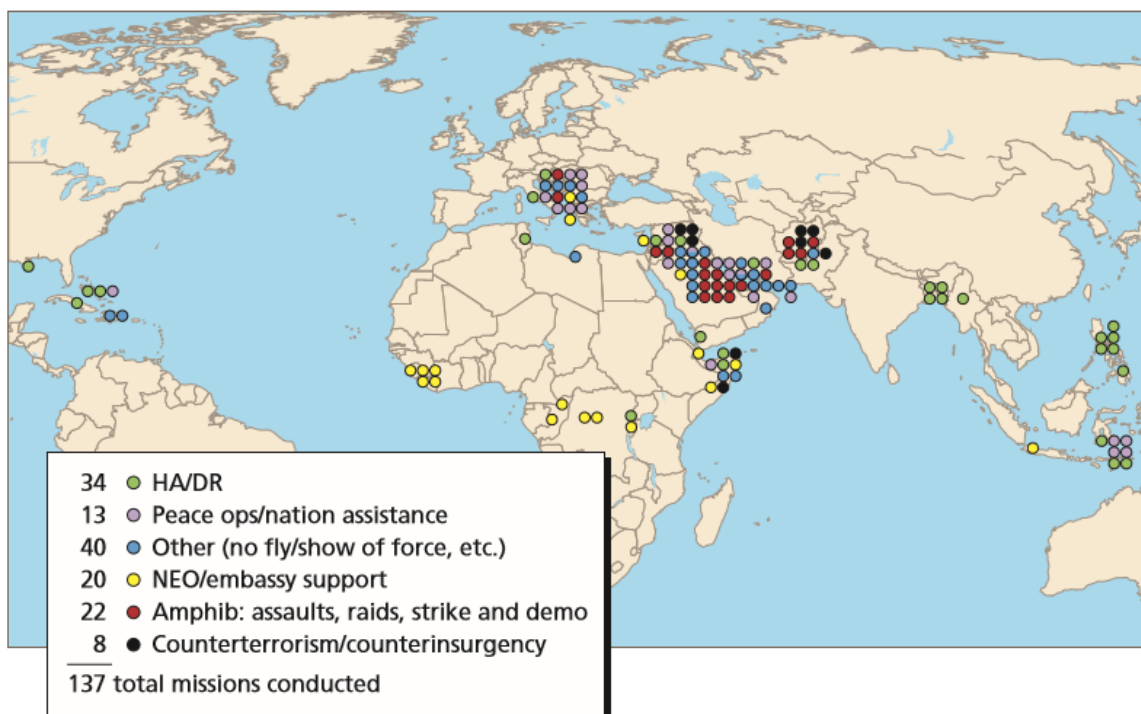 34 HA/DR
13 Peace ops/nation assistance
40 Other (no fly/show of force, etc.)
20 NEO/embassy support
22 Amphib: assaults, raids, strike and demo
8 Counterterrorism/counterinsurgency
137 total missions conducted